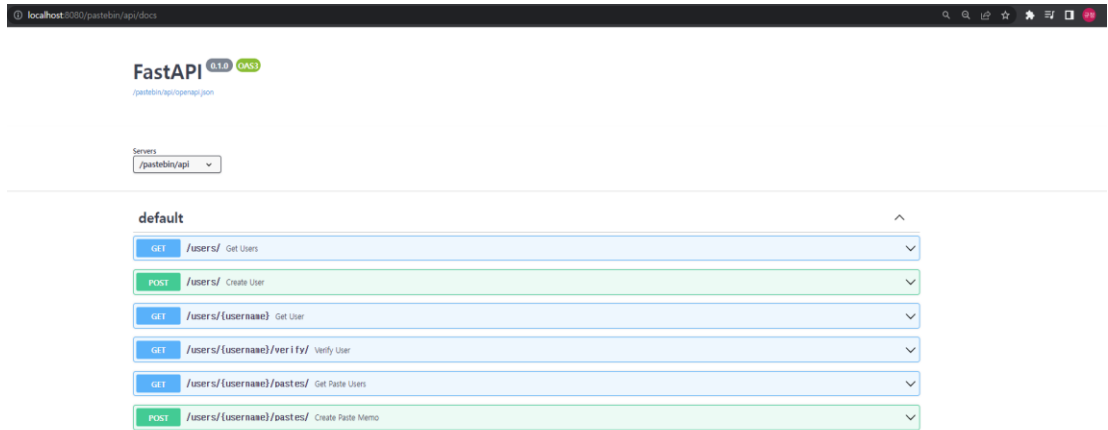 localhost:8080/pastebin/api/docs
FastAPI 0.1.0 OAS3
/pastebin/api/openapi.json
Servers
/pastebin/api
default
GET /users/ Get Users
POST /users/ Create User
GET /users/{username} Get User
GET /users/{username}/verify/ Verify User
GET /users/{username}/pastes/ Get Paste Users
POST /users/{username}/pastes/ Create Paste Memo